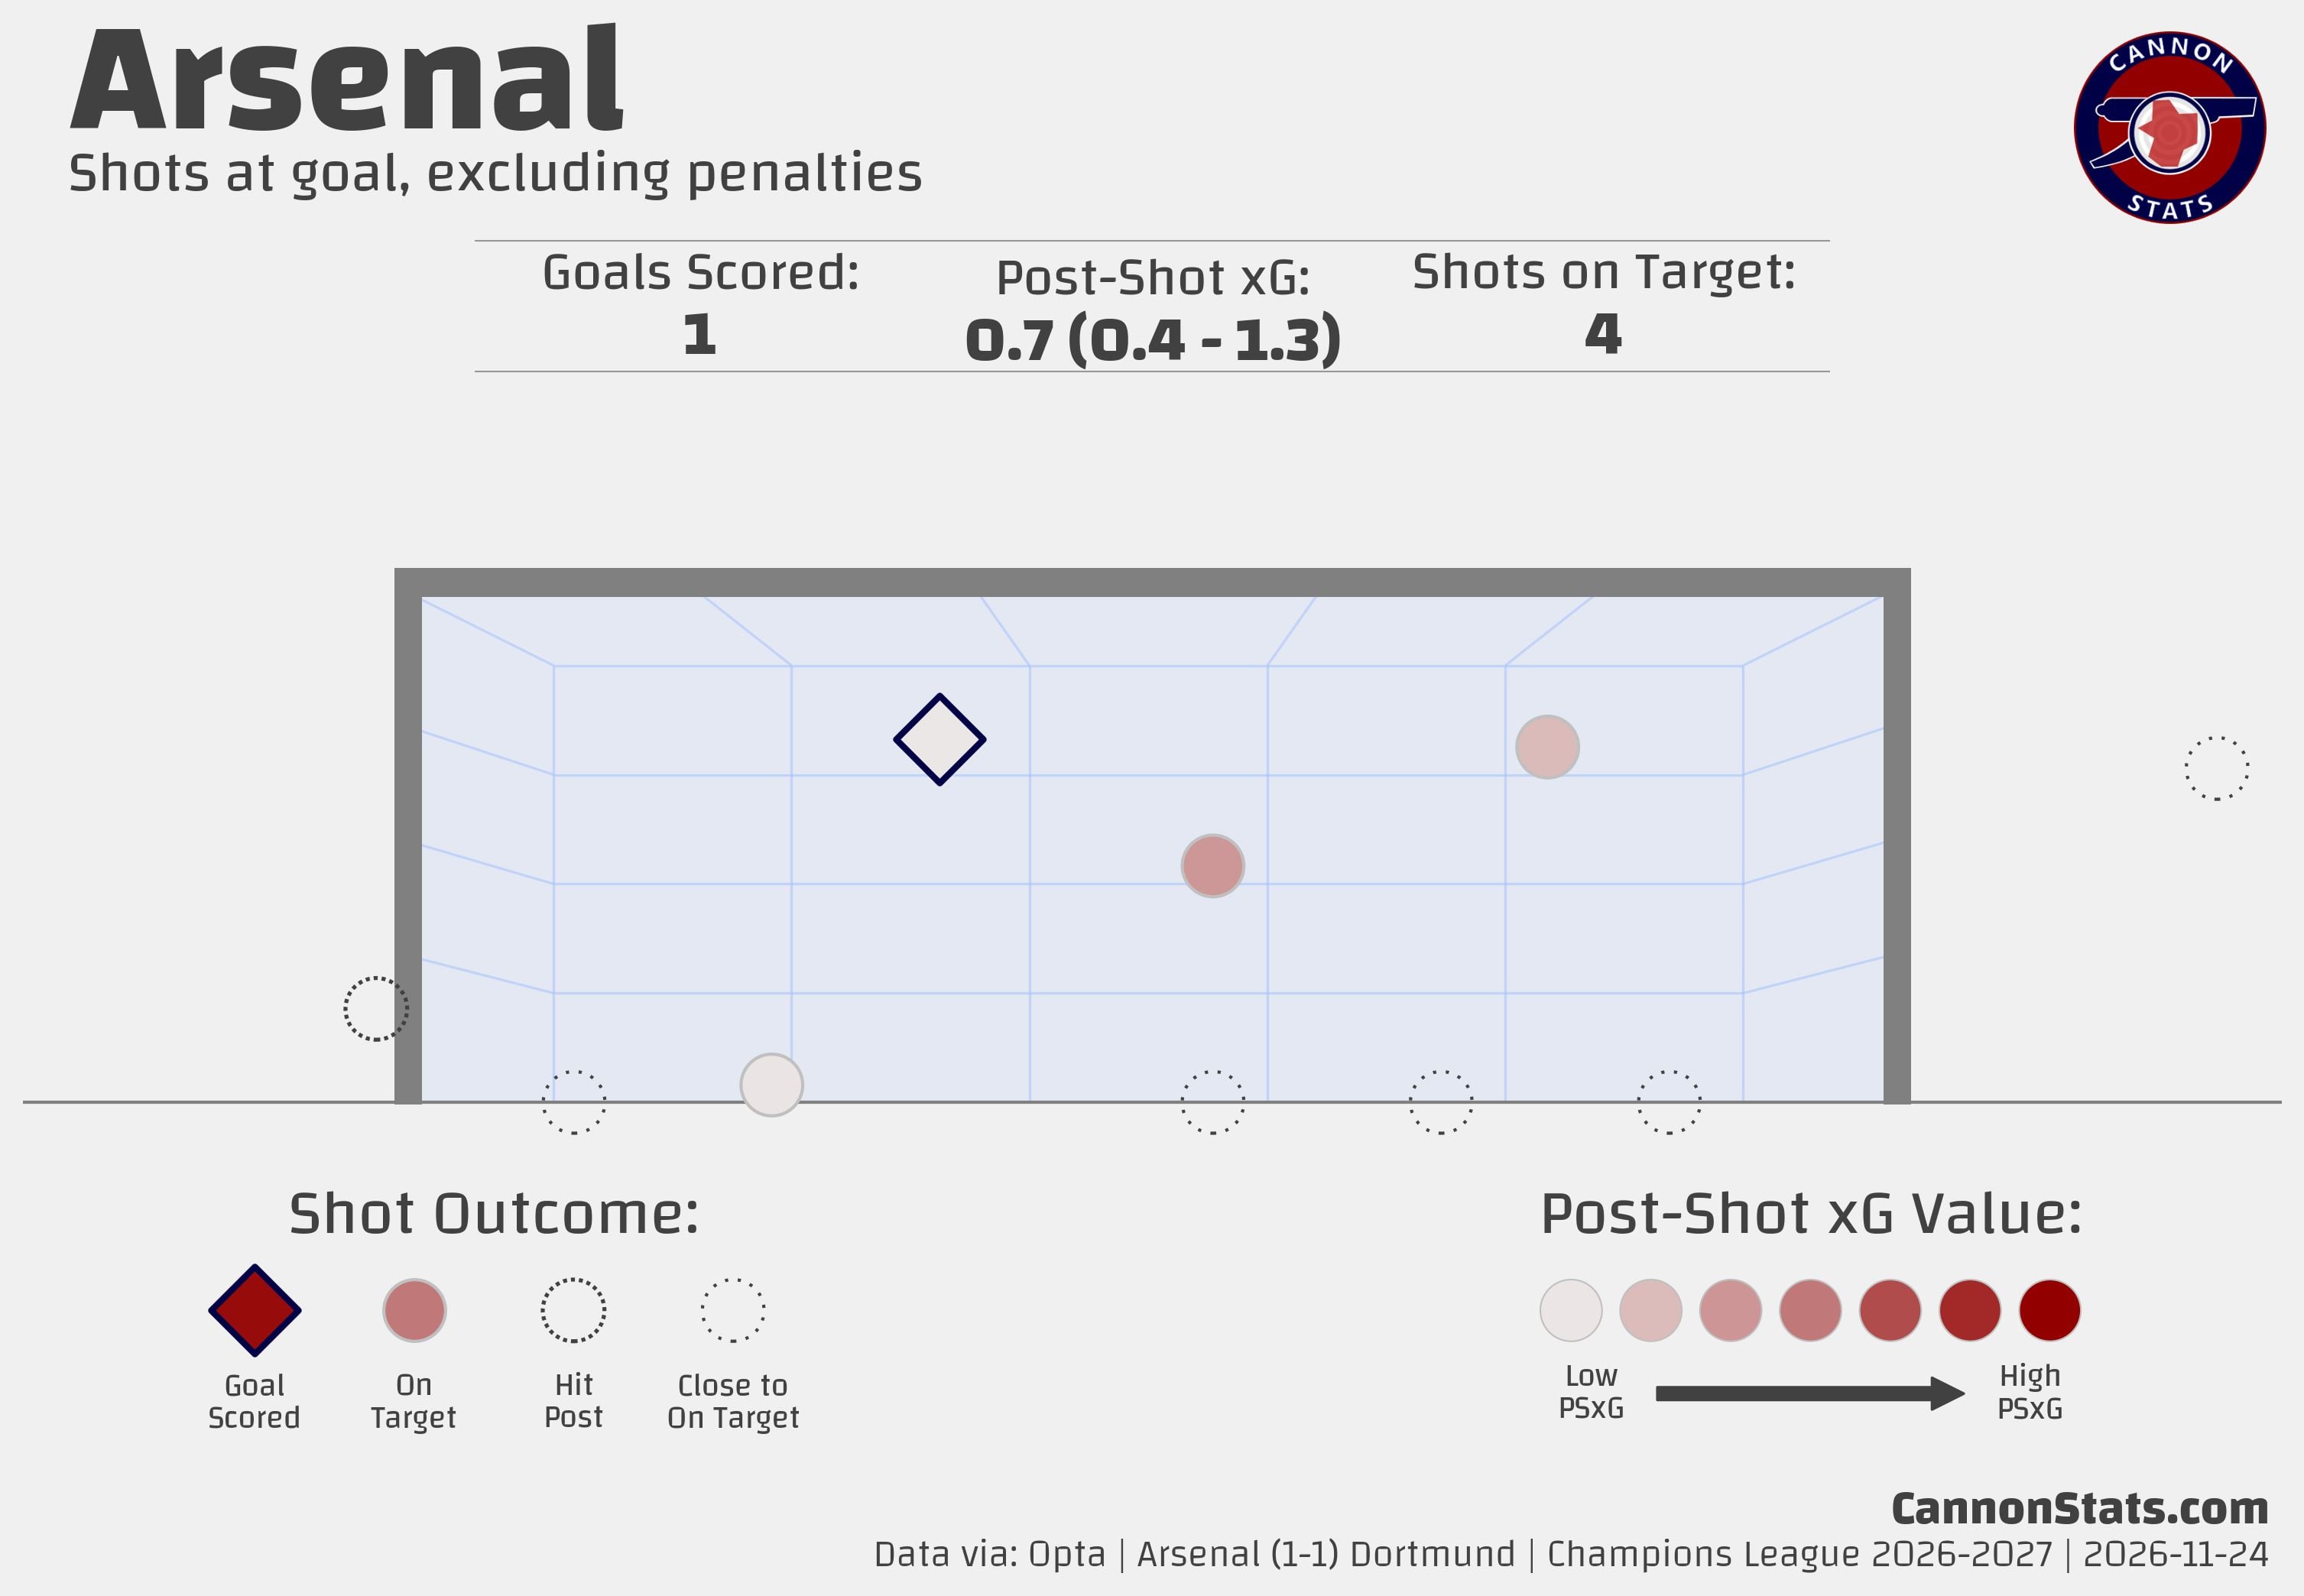 Arsenal
Shots at goal, excluding penalties
CANNON
STATS
Goals Scored:
1
Post-Shot xG:
0.7 (0.4 - 1.3)
Shots on Target:
4
Shot Outcome:
Goal
Scored
On
Target
Hit
Post
Close to
On Target
Post-Shot xG Value:
Low
PSxG
High
PSxG
CannonStats.com
Data via: Opta | Arsenal (1-1) Dortmund | Champions League 2026-2027 | 2026-11-24